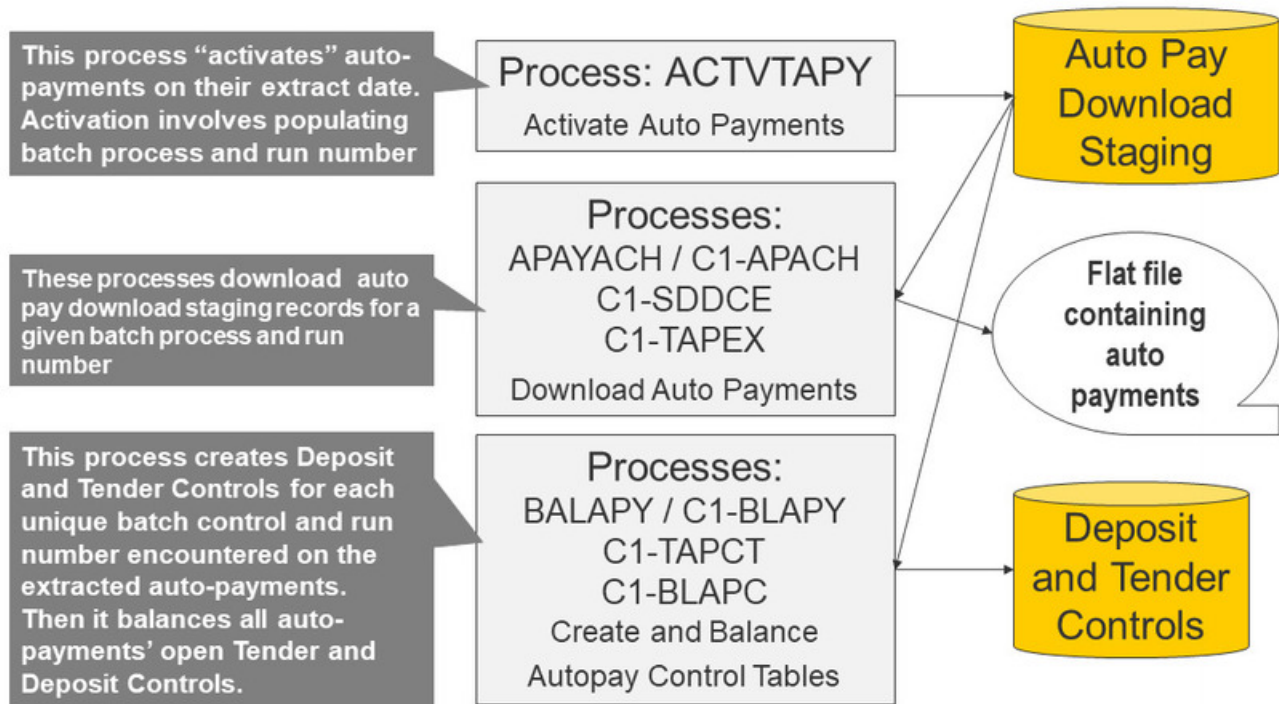 This process “activates” auto-
payments on their extract date.
Activation involves populating
batch process and run number
Process: ACTVTAPY
Activate Auto Payments
Auto Pay
Download
Staging
These processes download auto
pay download staging records for a
given batch process and run
number
Processes:
APAYACH / C1-APACH
C1-SDDCE
C1-TAPEX
Download Auto Payments
Flat file
containing
auto
payments
This process creates Deposit
and Tender Controls for each
unique batch control and run
number encountered on the
extracted auto-payments.
Then it balances all auto-
payments’ open Tender and
Deposit Controls.
Processes:
BALAPY / C1-BLAPY
C1-TAPCT
C1-BLAPC
Create and Balance
Autopay Control Tables
Deposit
and Tender
Controls